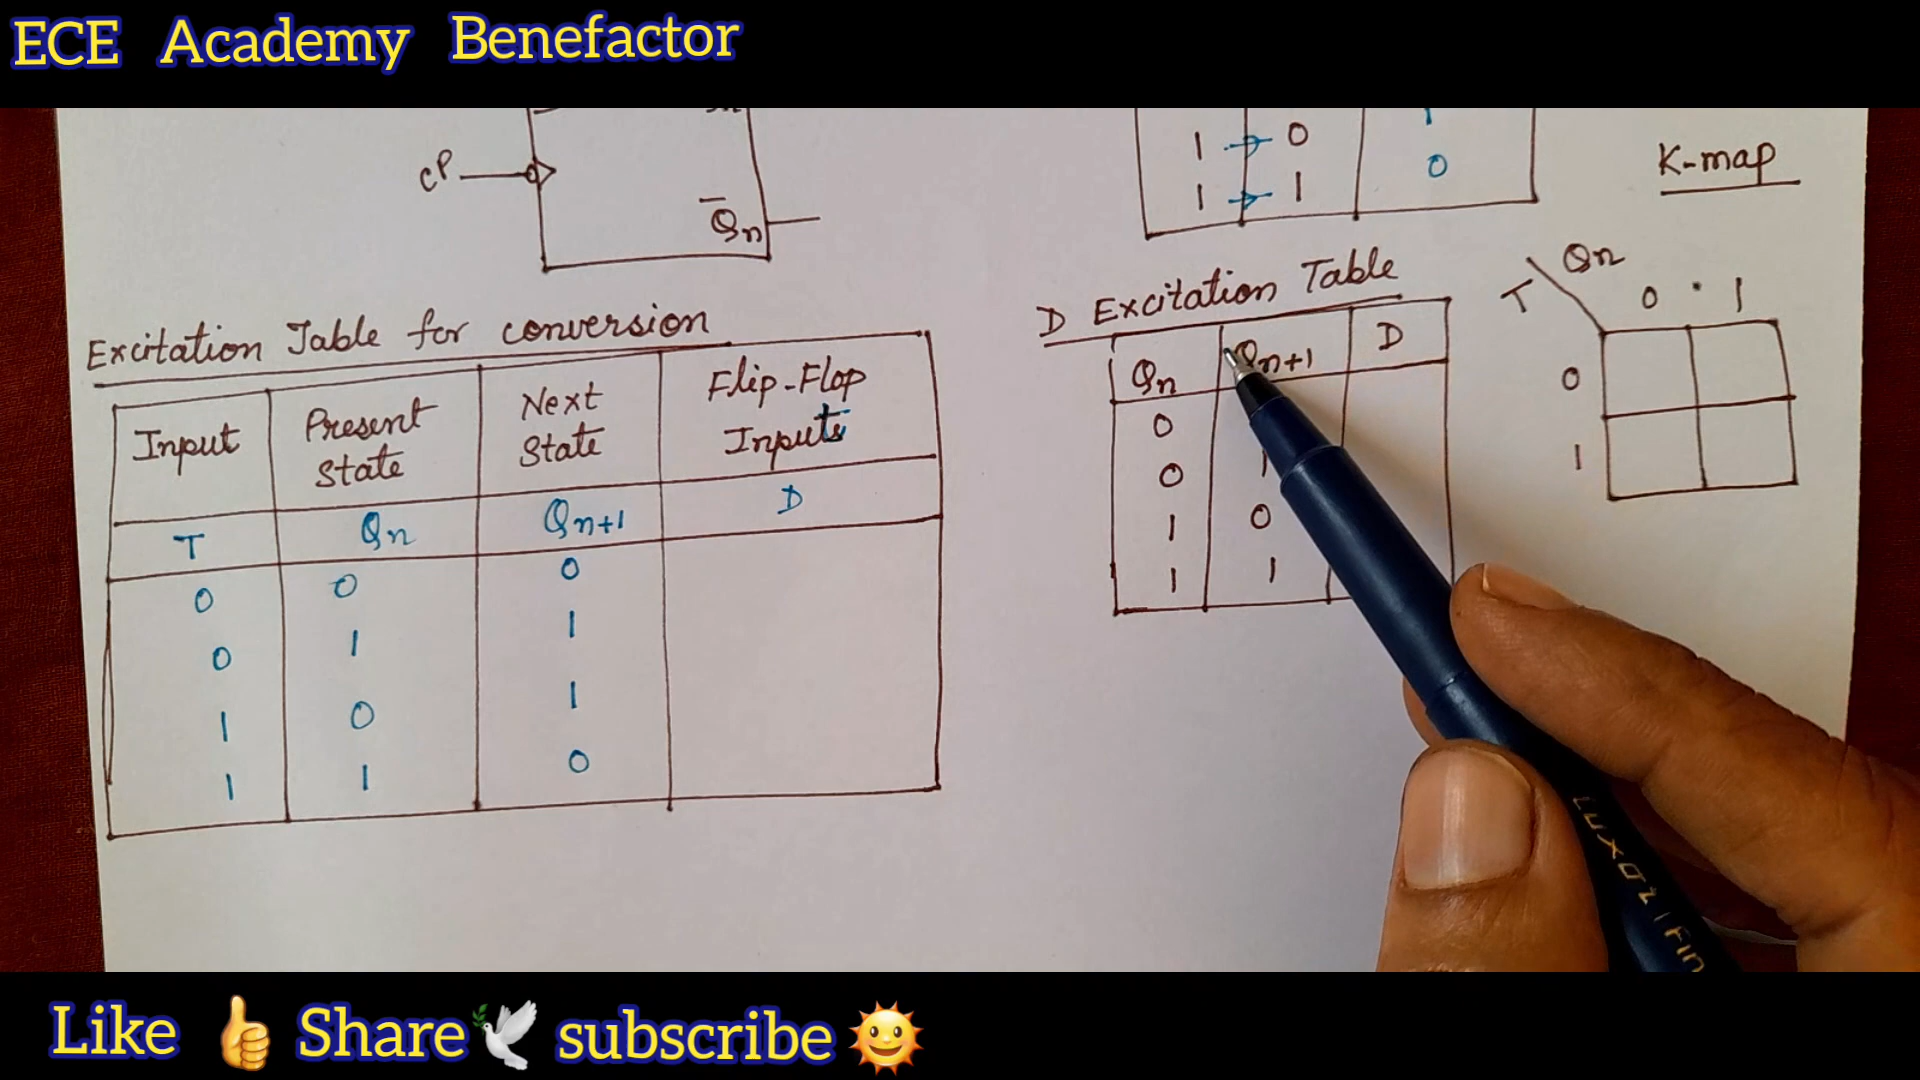 ECE Academy Benefactor
CP
Q̅n
1 → 0
1 → 1
0
K-map
Excitation Table for conversion
Input Present State Next State Flip-Flop Inputs
T Qn Qn+1 D
0 0 0
0 1 1
1 0 1
1 1 0
D Excitation Table
Qn Qn+1 D
0
0 1
1 0
1 1
T Qn
0 1
0
1
LUXOR
Like 👍 Share🕊️ subscribe 🌞